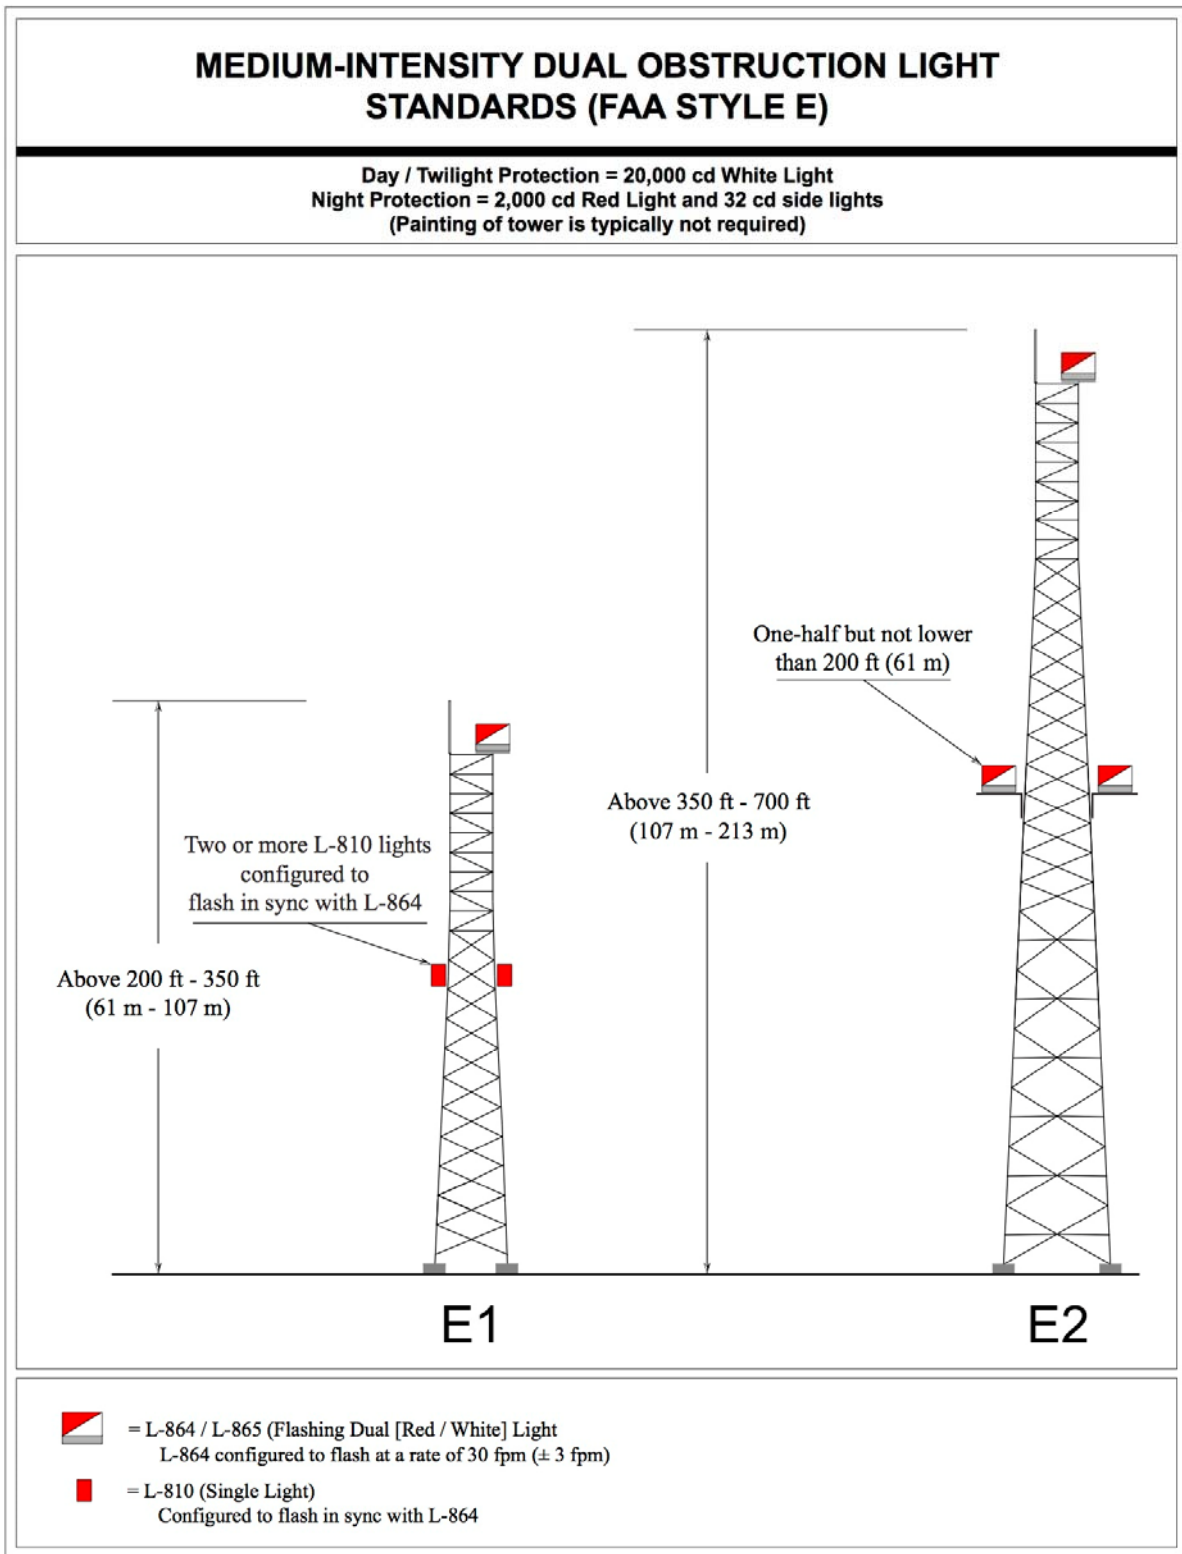 MEDIUM-INTENSITY DUAL OBSTRUCTION LIGHT
STANDARDS (FAA STYLE E)
Day / Twilight Protection = 20,000 cd White Light
Night Protection = 2,000 cd Red Light and 32 cd side lights
(Painting of tower is typically not required)
One-half but not lower
than 200 ft (61 m)
Above 350 ft - 700 ft
(107 m - 213 m)
Two or more L-810 lights
configured to
flash in sync with L-864
Above 200 ft - 350 ft
(61 m - 107 m)
E1
E2
= L-864 / L-865 (Flashing Dual [Red / White] Light
L-864 configured to flash at a rate of 30 fpm (± 3 fpm)
= L-810 (Single Light)
Configured to flash in sync with L-864